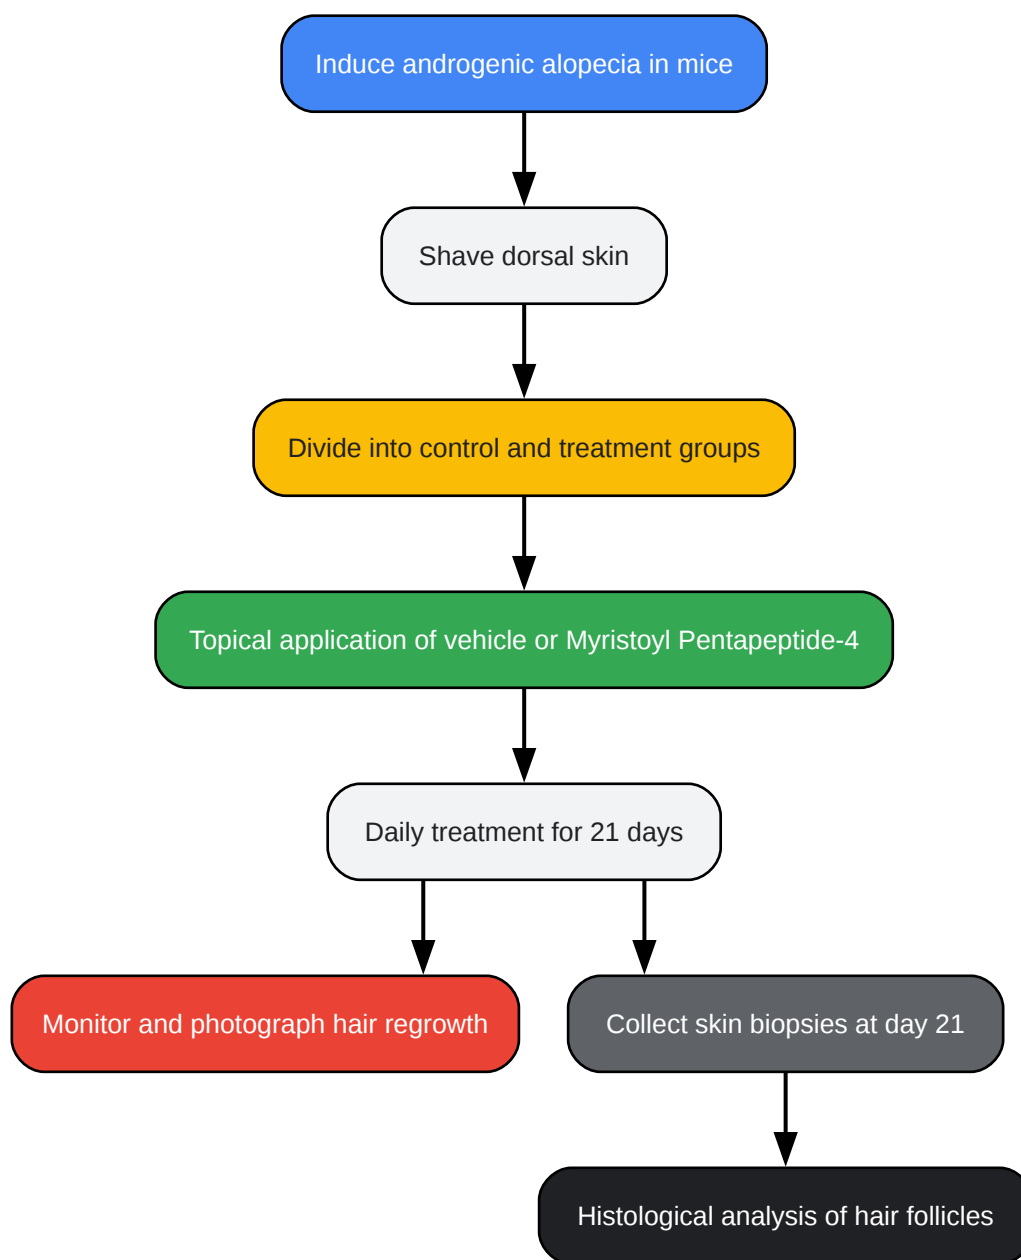 Induce androgenic alopecia in mice
Shave dorsal skin
Divide into control and treatment groups
Topical application of vehicle or Myristoyl Pentapeptide-4
Daily treatment for 21 days
Monitor and photograph hair regrowth
Collect skin biopsies at day 21
Histological analysis of hair follicles